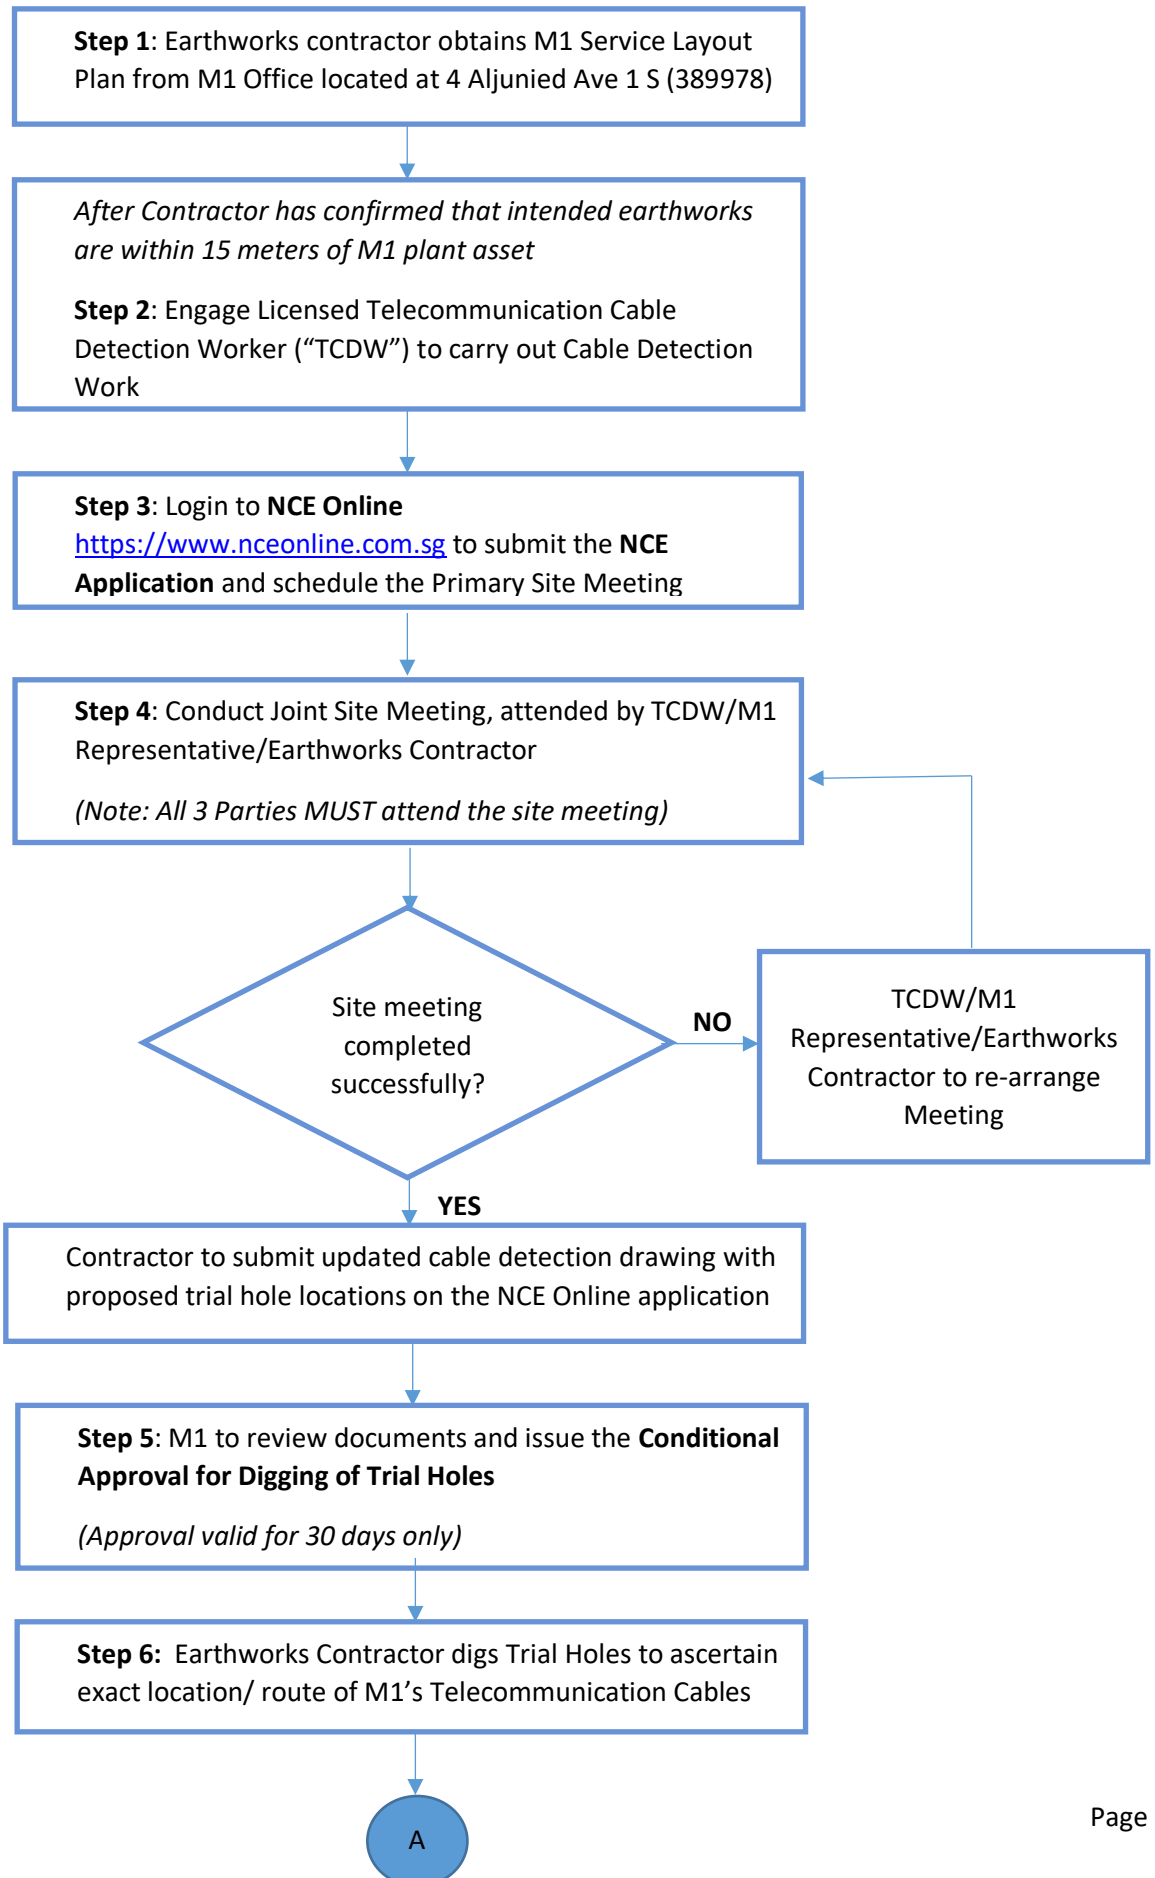 Step 1: Earthworks contractor obtains M1 Service Layout
Plan from M1 Office located at 4 Aljunied Ave 1 S (389978)
After Contractor has confirmed that intended earthworks
are within 15 meters of M1 plant asset
Step 2: Engage Licensed Telecommunication Cable
Detection Worker (“TCDW”) to carry out Cable Detection
Work
Step 3: Login to NCE Online
https://www.nceonline.com.sg to submit the NCE
Application and schedule the Primary Site Meeting
Step 4: Conduct Joint Site Meeting, attended by TCDW/M1
Representative/Earthworks Contractor
(Note: All 3 Parties MUST attend the site meeting)
Site meeting
completed
successfully?
NO
TCDW/M1
Representative/Earthworks
Contractor to re-arrange
Meeting
YES
Contractor to submit updated cable detection drawing with
proposed trial hole locations on the NCE Online application
Step 5: M1 to review documents and issue the Conditional
Approval for Digging of Trial Holes
(Approval valid for 30 days only)
Step 6: Earthworks Contractor digs Trial Holes to ascertain
exact location/ route of M1’s Telecommunication Cables
A
Page